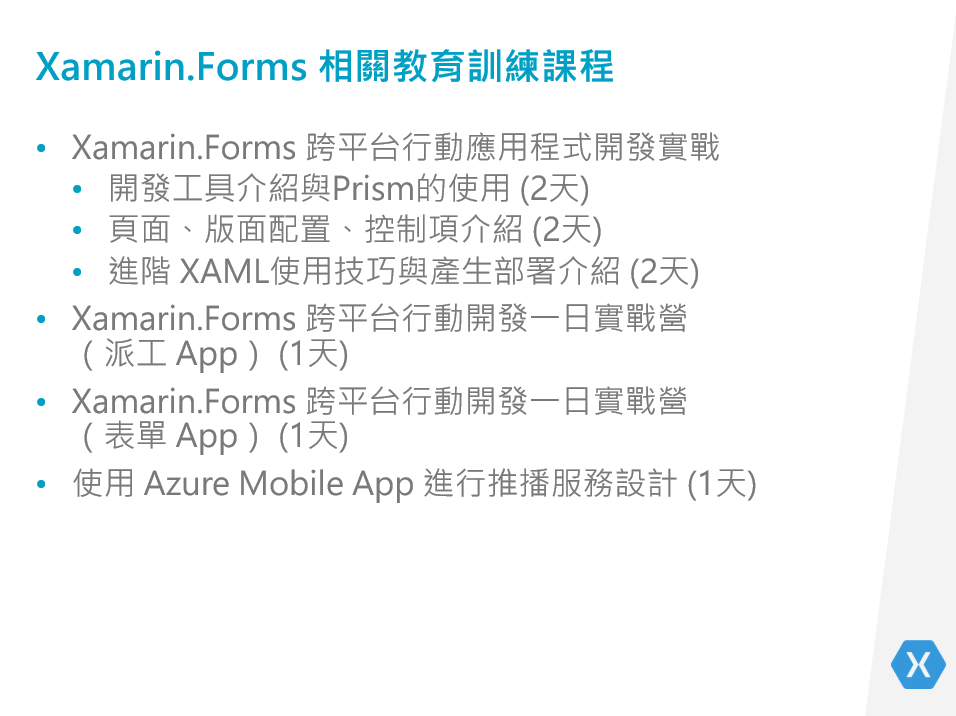 Xamarin.Forms 相關教育訓練課程
• Xamarin.Forms 跨平台行動應用程式開發實戰
• 開發工具介紹與Prism的使用 (2天)
• 頁面、版面配置、控制項介紹 (2天)
• 進階 XAML使用技巧與產生部署介紹 (2天)
• Xamarin.Forms 跨平台行動開發一日實戰營
（派工 App） (1天)
• Xamarin.Forms 跨平台行動開發一日實戰營
（表單 App） (1天)
• 使用 Azure Mobile App 進行推播服務設計 (1天)
X